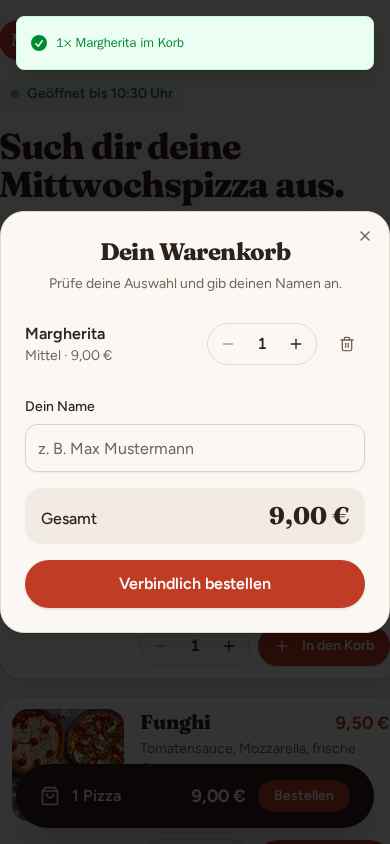 1× Margherita im Korb
Geöffnet bis 10:30 Uhr
Such dir deine
Mittwochspizza aus.
Dein Warenkorb
Prüfe deine Auswahl und gib deinen Namen an.
Margherita
Mittel · 9,00 €
1
Dein Name
z. B. Max Mustermann
Gesamt
9,00 €
Verbindlich bestellen
1
In den Korb
Funghi
9,50 €
Tomatensauce, Mozzarella, frische
1 Pizza
9,00 €
Bestellen